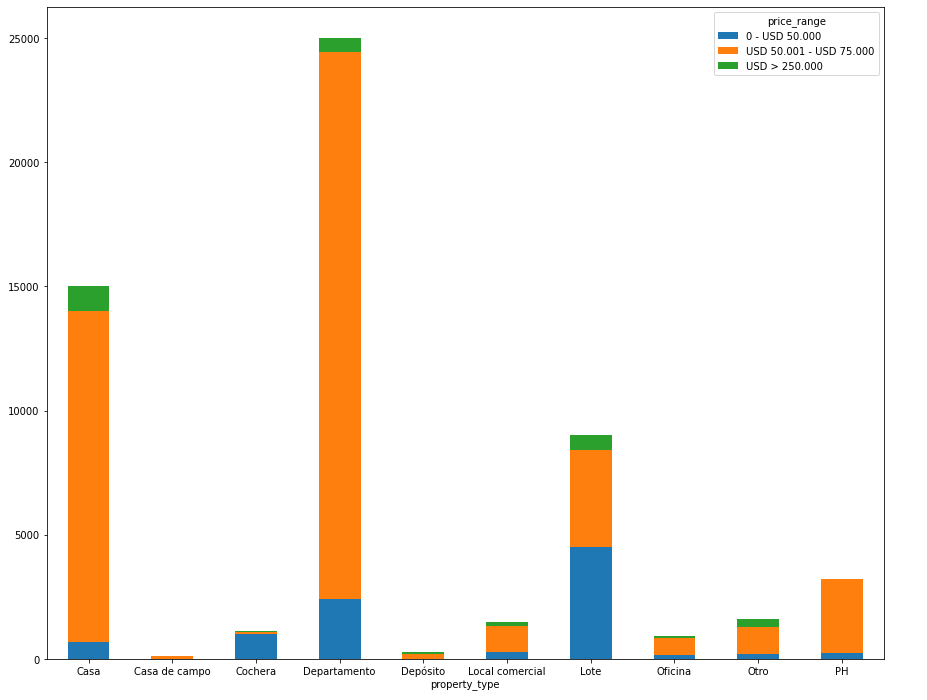 price_range
0 - USD 50.000
USD 50.001 - USD 75.000
USD > 250.000
25000
20000
15000
10000
5000
0
Casa Casa de campo Cochera Departamento Depósito Local comercial Lote Oficina Otro PH
property_type